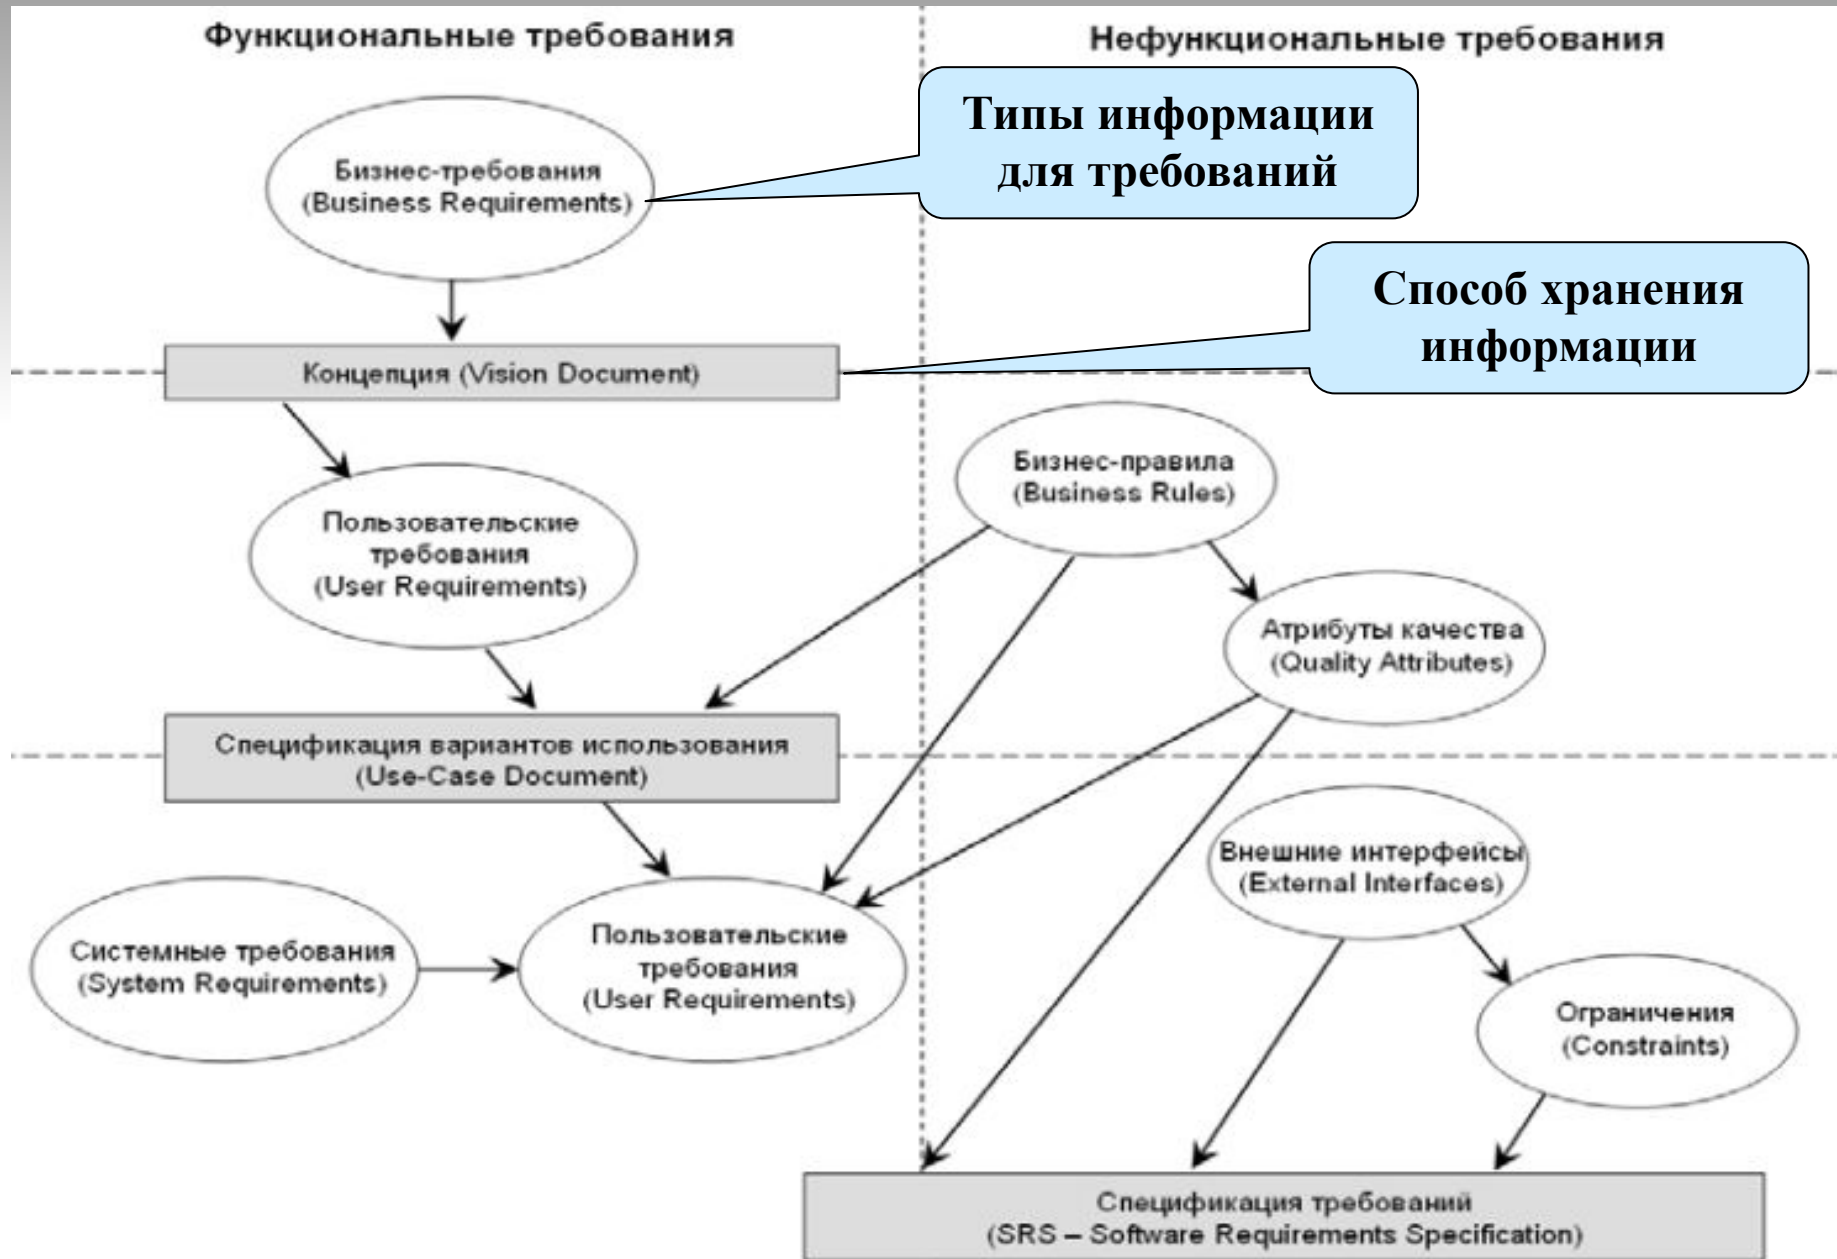 Функциональные требования
Нефункциональные требования
Типы информации
для требований
Бизнес-требования
(Business Requirements)
Способ хранения
информации
Концепция (Vision Document)
Бизнес-правила
(Business Rules)
Пользовательские
требования
(User Requirements)
Атрибуты качества
(Quality Attributes)
Спецификация вариантов использования
(Use-Case Document)
Внешние интерфейсы
(External Interfaces)
Системные требования
(System Requirements)
Пользовательские
требования
(User Requirements)
Ограничения
(Constraints)
Спецификация требований
(SRS – Software Requirements Specification)